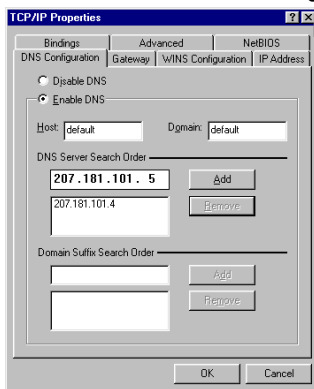 TCP/IP Properties
Bindings Advanced NetBIOS
DNS Configuration Gateway WINS Configuration IP Address
Disable DNS
Enable DNS
Host: default Domain: default
DNS Server Search Order
207.181.101. 5 Add
207.181.101.4 Remove
Domain Suffix Search Order
Add
Remove
OK Cancel